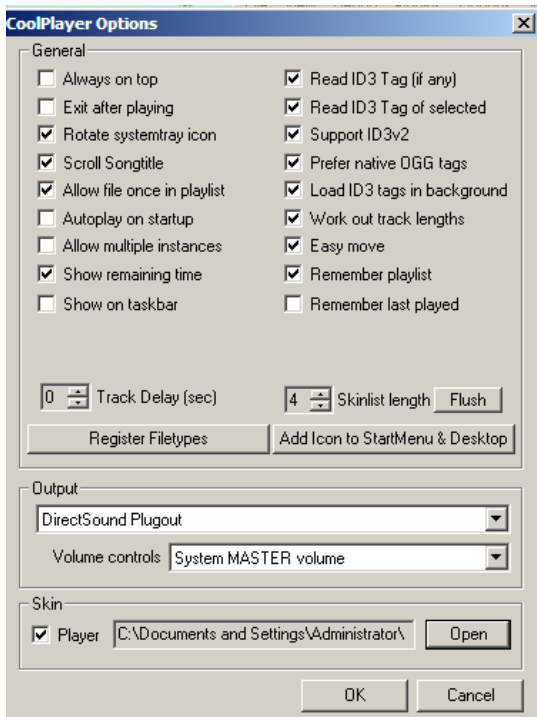 CoolPlayer Options
General
Always on top
Read ID3 Tag (if any)
Exit after playing
Read ID3 Tag of selected
Rotate systemtray icon
Support ID3v2
Scroll Songtitle
Prefer native OGG tags
Allow file once in playlist
Load ID3 tags in background
Autoplay on startup
Work out track lengths
Allow multiple instances
Easy move
Show remaining time
Remember playlist
Show on taskbar
Remember last played
0 Track Delay (sec)
4 Skinlist length Flush
Register Filetypes
Add Icon to StartMenu & Desktop
Output
DirectSound Plugout
Volume controls System MASTER volume
Skin
Player C:\Documents and Settings\Administrator\ Open
OK Cancel